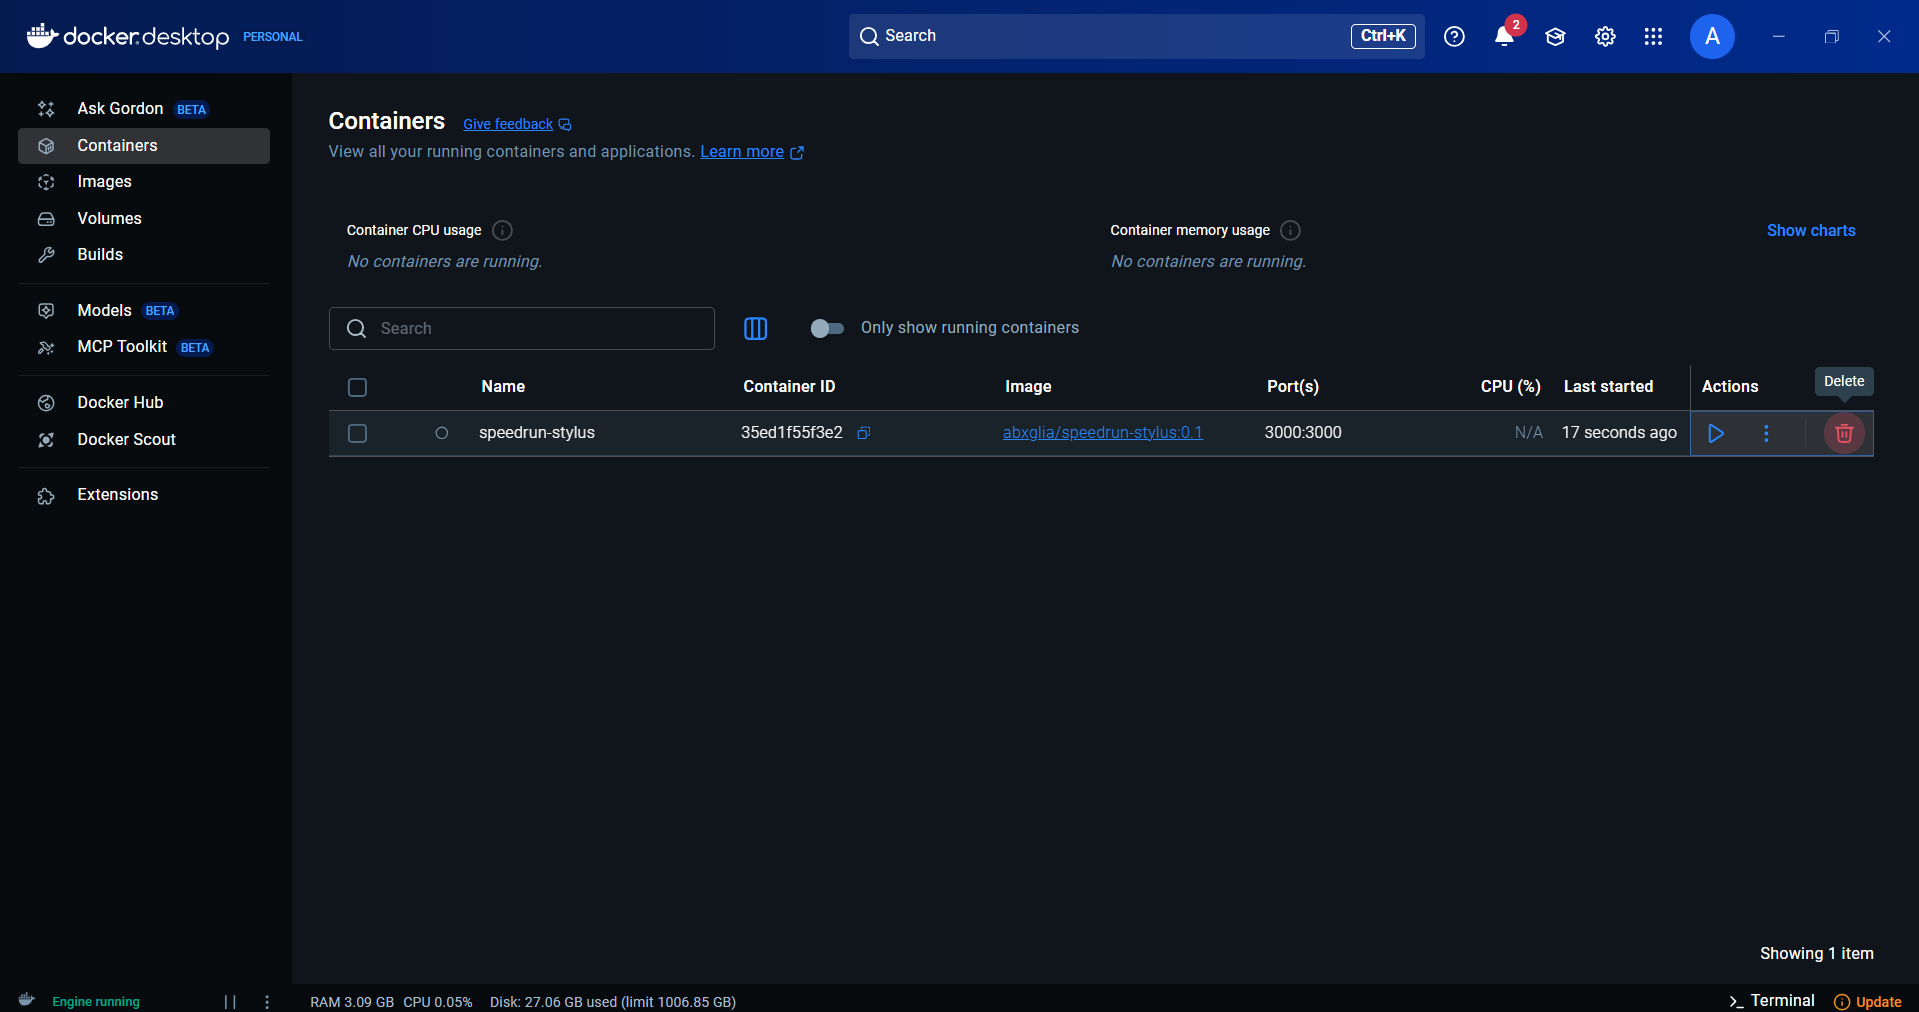 docker.desktop PERSONAL
Search Ctrl+K
2
A
Ask Gordon BETA
Containers
Images
Volumes
Builds
Models BETA
MCP Toolkit BETA
Docker Hub
Docker Scout
Extensions
Containers Give feedback
View all your running containers and applications. Learn more
Container CPU usage
No containers are running.
Container memory usage
No containers are running.
Show charts
Search
Only show running containers
Name Container ID Image Port(s) CPU (%) Last started Actions
Delete
speedrun-stylus 35ed1f55f3e2 abxglia/speedrun-stylus:0.1 3000:3000 N/A 17 seconds ago
Showing 1 item
Engine running
RAM 3.09 GB CPU 0.05% Disk: 27.06 GB used (limit 1006.85 GB)
Terminal
Update